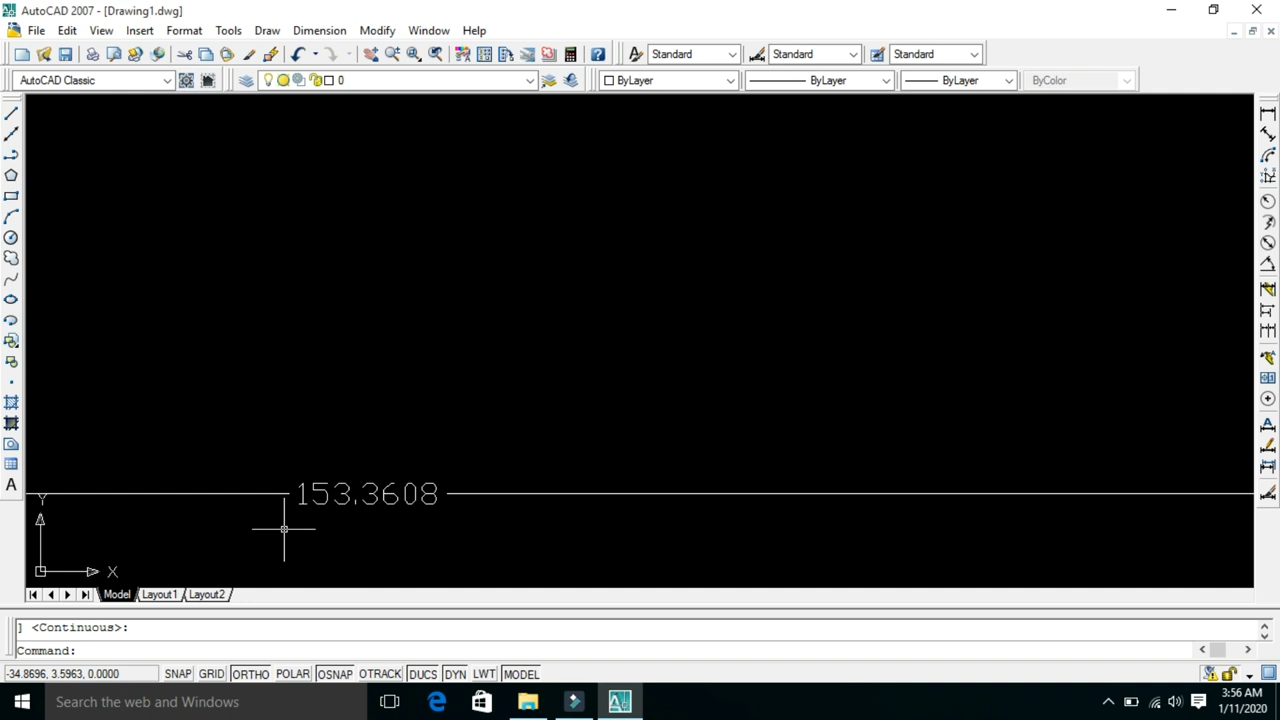 AutoCAD 2007 - [Drawing1.dwg]
File Edit View Insert Format Tools Draw Dimension Modify Window Help
Standard Standard Standard
AutoCAD Classic 0 ByLayer ByLayer ByLayer ByColor
A
153.3608
Y
X
Model Layout1 Layout2
] <Continuous>:
Command:
-34.8696, 3.5963, 0.0000 SNAP GRID ORTHO POLAR OSNAP OTRACK DUCS DYN LWT MODEL
Search the web and Windows
3:56 AM
1/11/2020